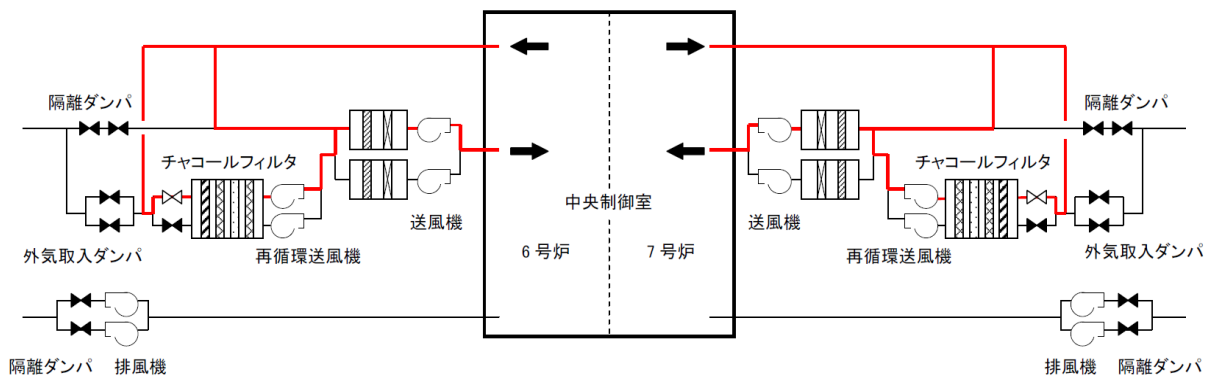 隔離ダンパ
隔離ダンパ
チャコールフィルタ
チャコールフィルタ
中央制御室
送風機
送風機
外気取入ダンパ
再循環送風機
6号炉
7号炉
再循環送風機
外気取入ダンパ
隔離ダンパ
排風機
排風機
隔離ダンパ